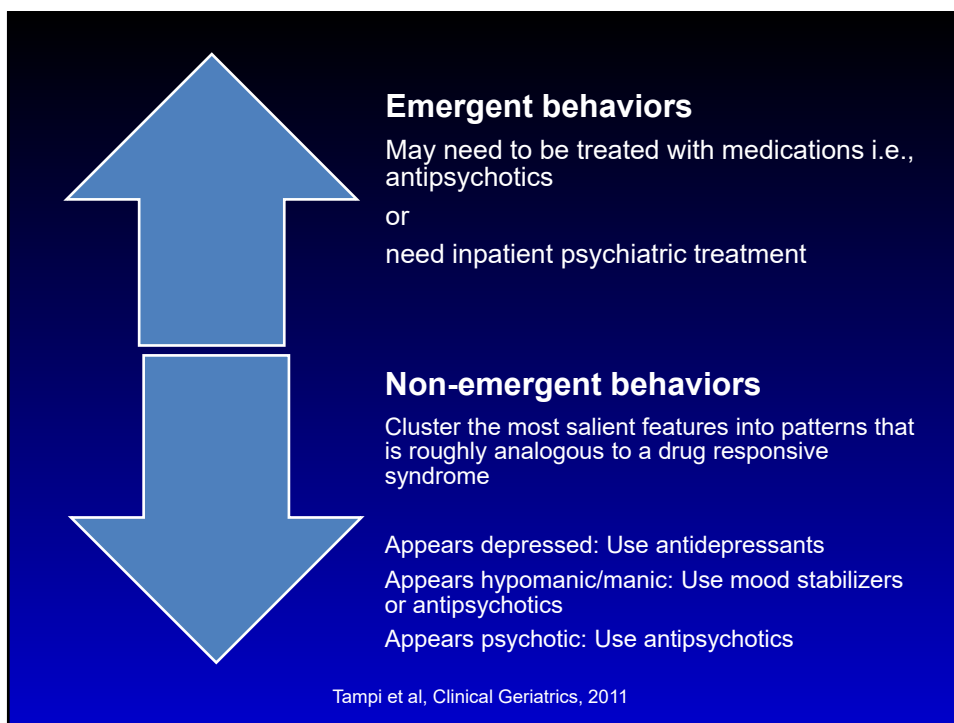 Emergent behaviors
May need to be treated with medications i.e.,
antipsychotics
or
need inpatient psychiatric treatment
Non-emergent behaviors
Cluster the most salient features into patterns that
is roughly analogous to a drug responsive
syndrome
Appears depressed: Use antidepressants
Appears hypomanic/manic: Use mood stabilizers
or antipsychotics
Appears psychotic: Use antipsychotics
Tampi et al, Clinical Geriatrics, 2011